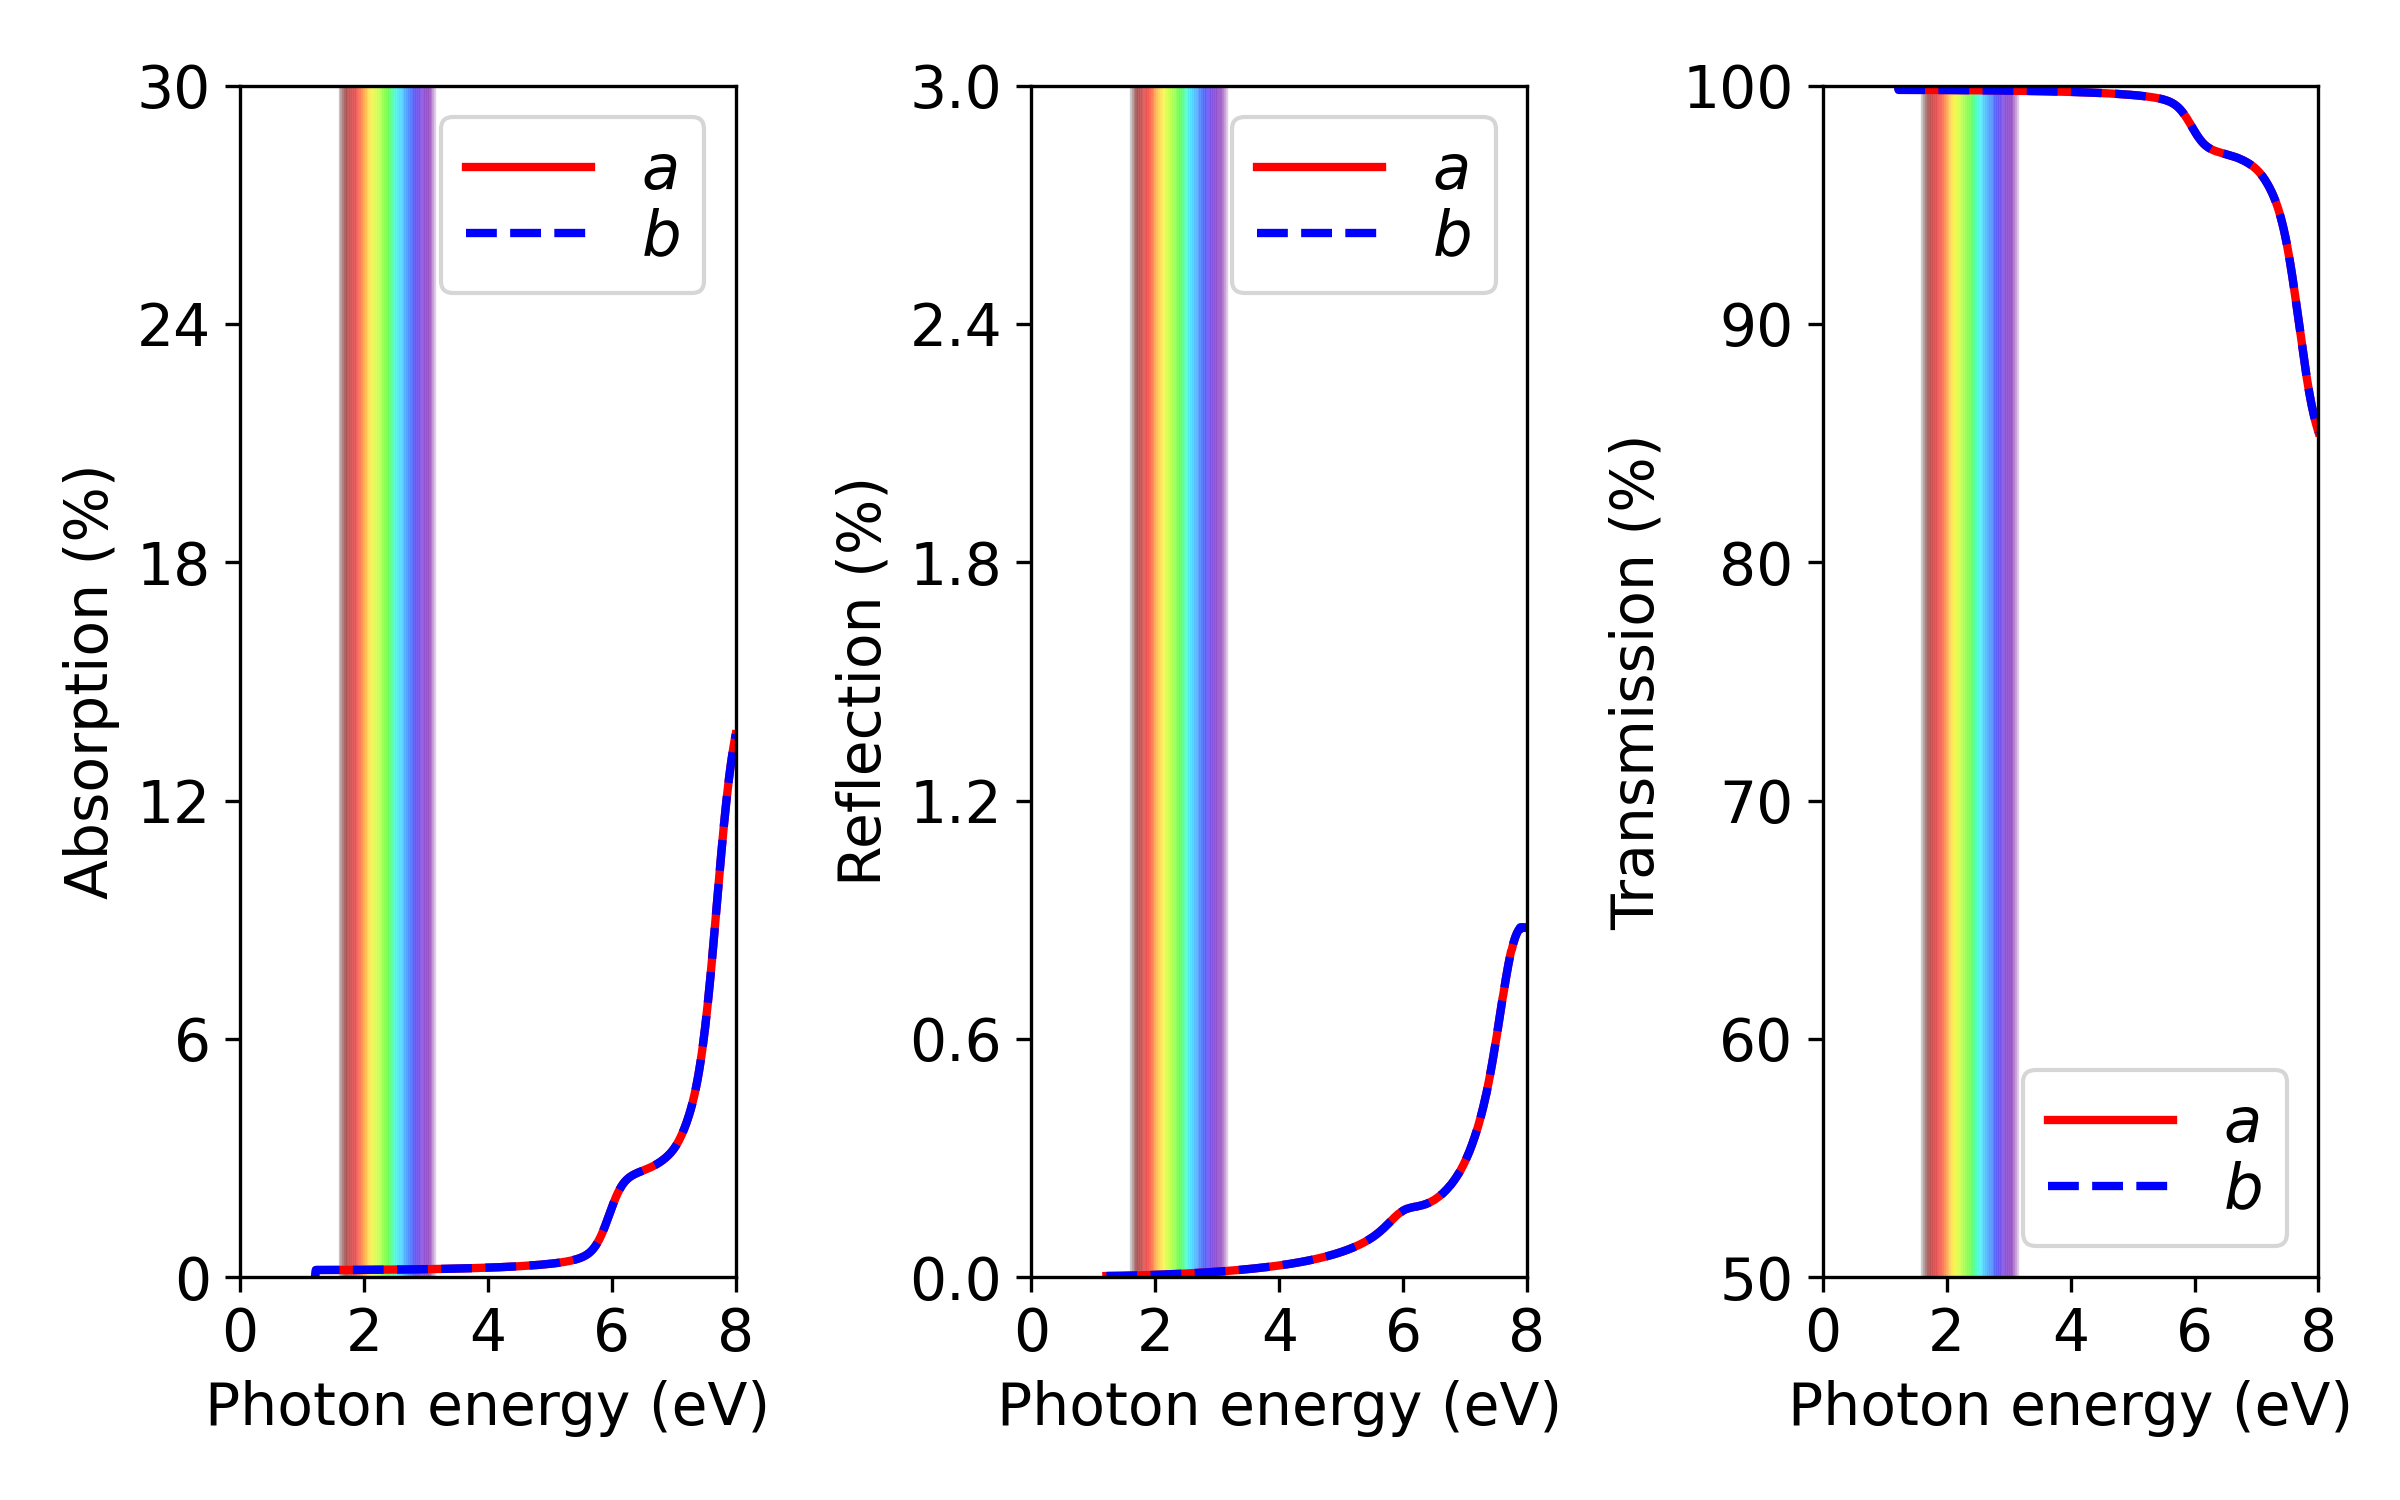 Absorption (%)
30
24
18
12
6
0
0 2 4 6 8
Photon energy (eV)
a
b
Reflection (%)
3.0
2.4
1.8
1.2
0.6
0.0
0 2 4 6 8
Photon energy (eV)
a
b
Transmission (%)
100
90
80
70
60
50
0 2 4 6 8
Photon energy (eV)
a
b